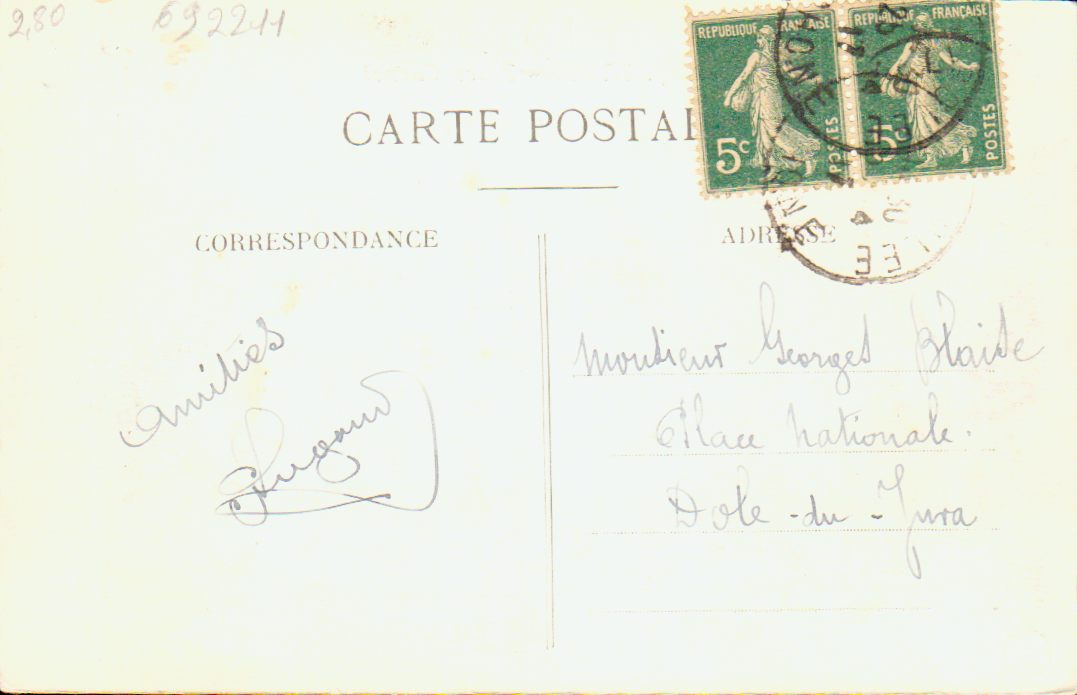 2,80 692211
REPUBLIQUE FRANÇAISE
5c POSTES
REPUBLIQUE FRANÇAISE
5c POSTES
CARTE POSTAL
CORRESPONDANCE
Amitiés
ADRESSE
Monsieur Georges Blaise
Place Nationale.
Dole-du-Jura